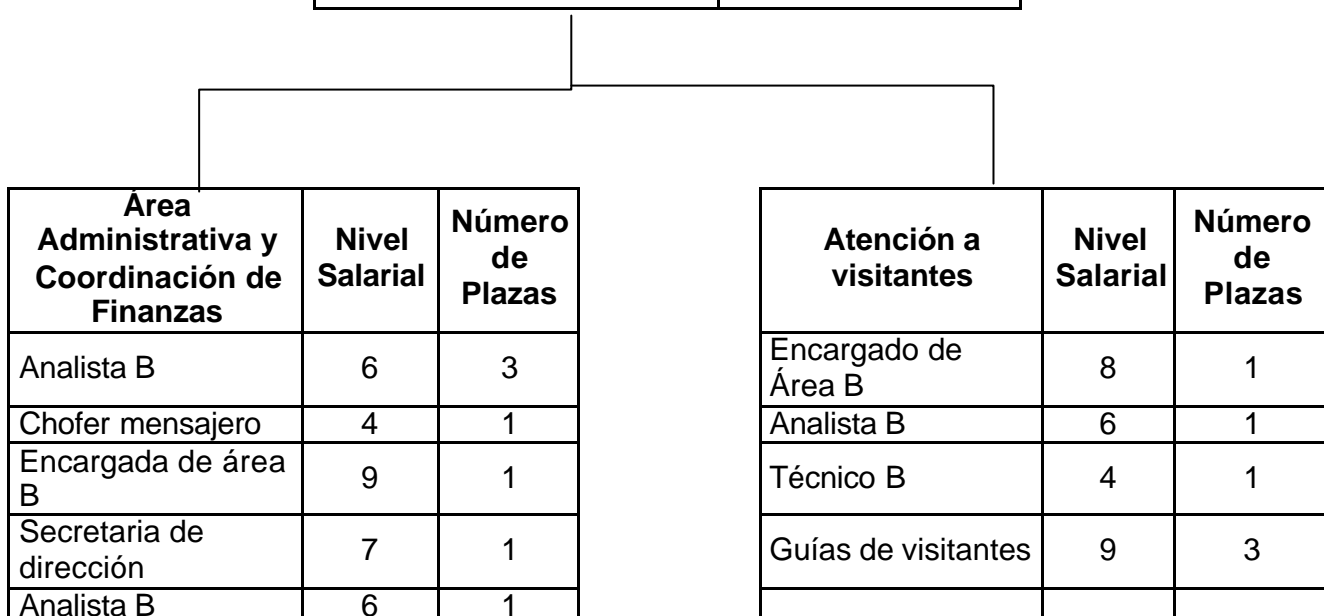 Área
Administrativa y
Coordinación de
Finanzas
Nivel
Salarial
Número
de
Plazas
Analista B 6 3
Chofer mensajero 4 1
Encargada de área
B 9 1
Secretaria de
dirección 7 1
Analista B 6 1
Atención a
visitantes
Nivel
Salarial
Número
de
Plazas
Encargado de
Área B 8 1
Analista B 6 1
Técnico B 4 1
Guías de visitantes 9 3